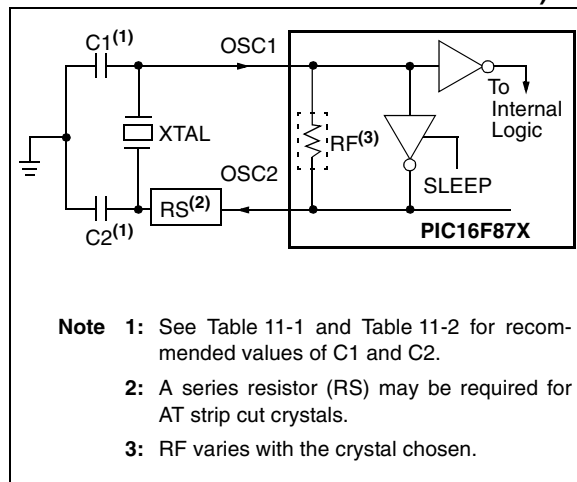 C1(1)
OSC1
To
Internal
Logic
XTAL
RF(3)
OSC2
SLEEP
RS(2)
C2(1)
PIC16F87X
Note 1: See Table 11-1 and Table 11-2 for recom-
mended values of C1 and C2.
2: A series resistor (RS) may be required for
AT strip cut crystals.
3: RF varies with the crystal chosen.